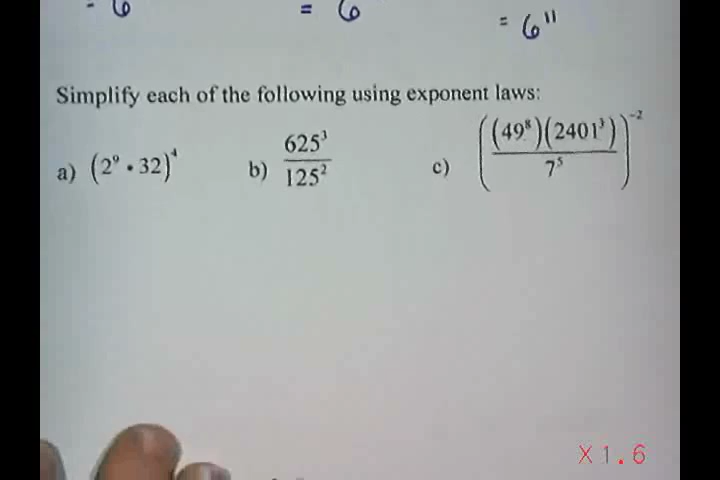 - 6
= 6
= 6¹¹
Simplify each of the following using exponent laws:
a) (2⁹ • 32)⁴
b) 625³ / 125²
c) ((49⁸)(2401³) / 7⁵)⁻²
X1.6